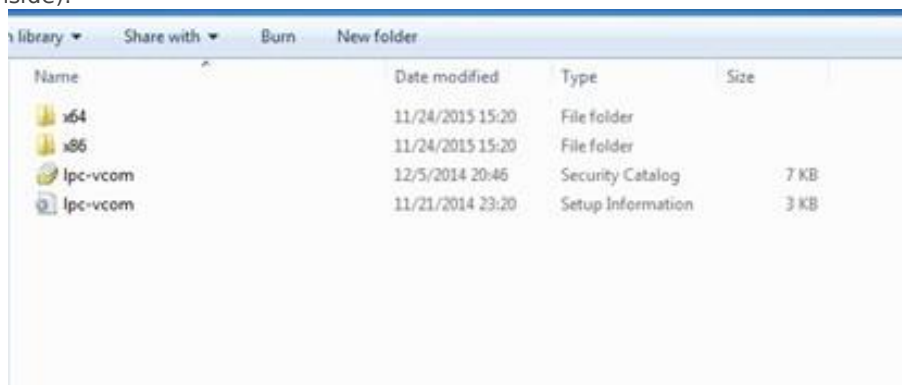 inside).
library Share with Burn New folder
Name Date modified Type Size
x64 11/24/2015 15:20 File folder
x86 11/24/2015 15:20 File folder
lpc-vcom 12/5/2014 20:46 Security Catalog 7 KB
lpc-vcom 11/21/2014 23:20 Setup Information 3 KB